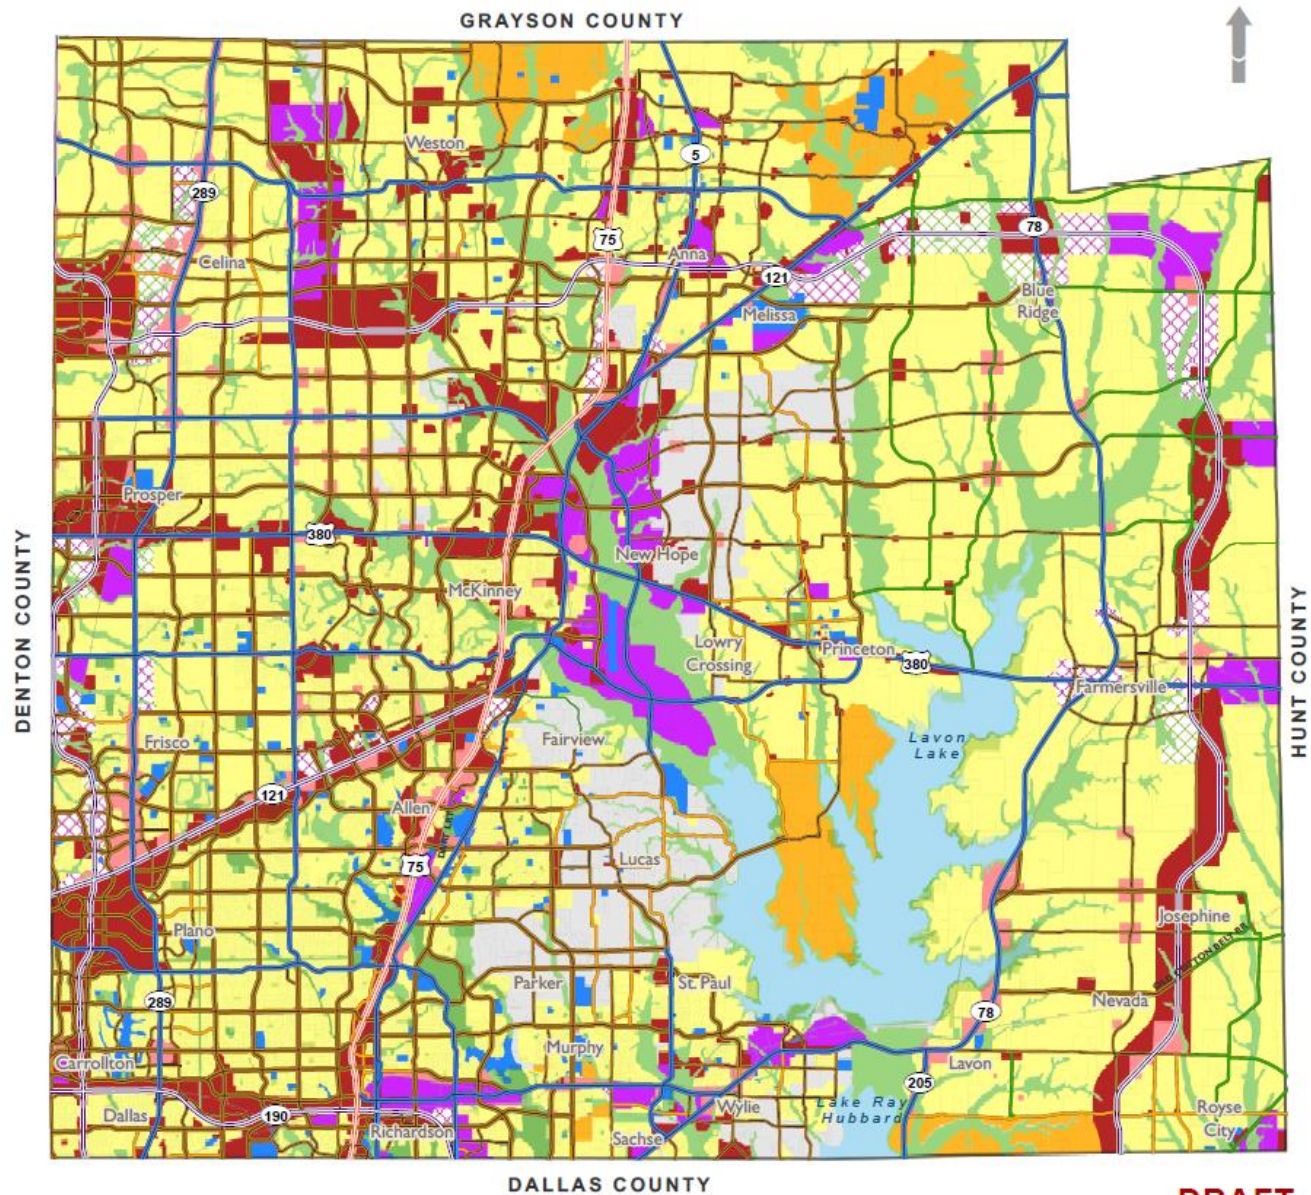 GRAYSON COUNTY
Weston
5
289
75
78
Celina
Anna
121
Blue
Ridge
Melissa
Prosper
380
DENTON COUNTY
New Hope
McKinney
HUNT COUNTY
Lowry
Crossing
Princeton
380
Farmersville
Frisco
Fairview
Lavon
Lake
121
Allen
75
Lucas
Plano
Josephine
Parker
St. Paul
289
Nevada
78
Murphy
Carrollton
Lavon
205
Dallas
190
Wylie
Lake Ray
Hubbard
Royse
City
Richardson
Sachse
DALLAS COUNTY
DRAFT